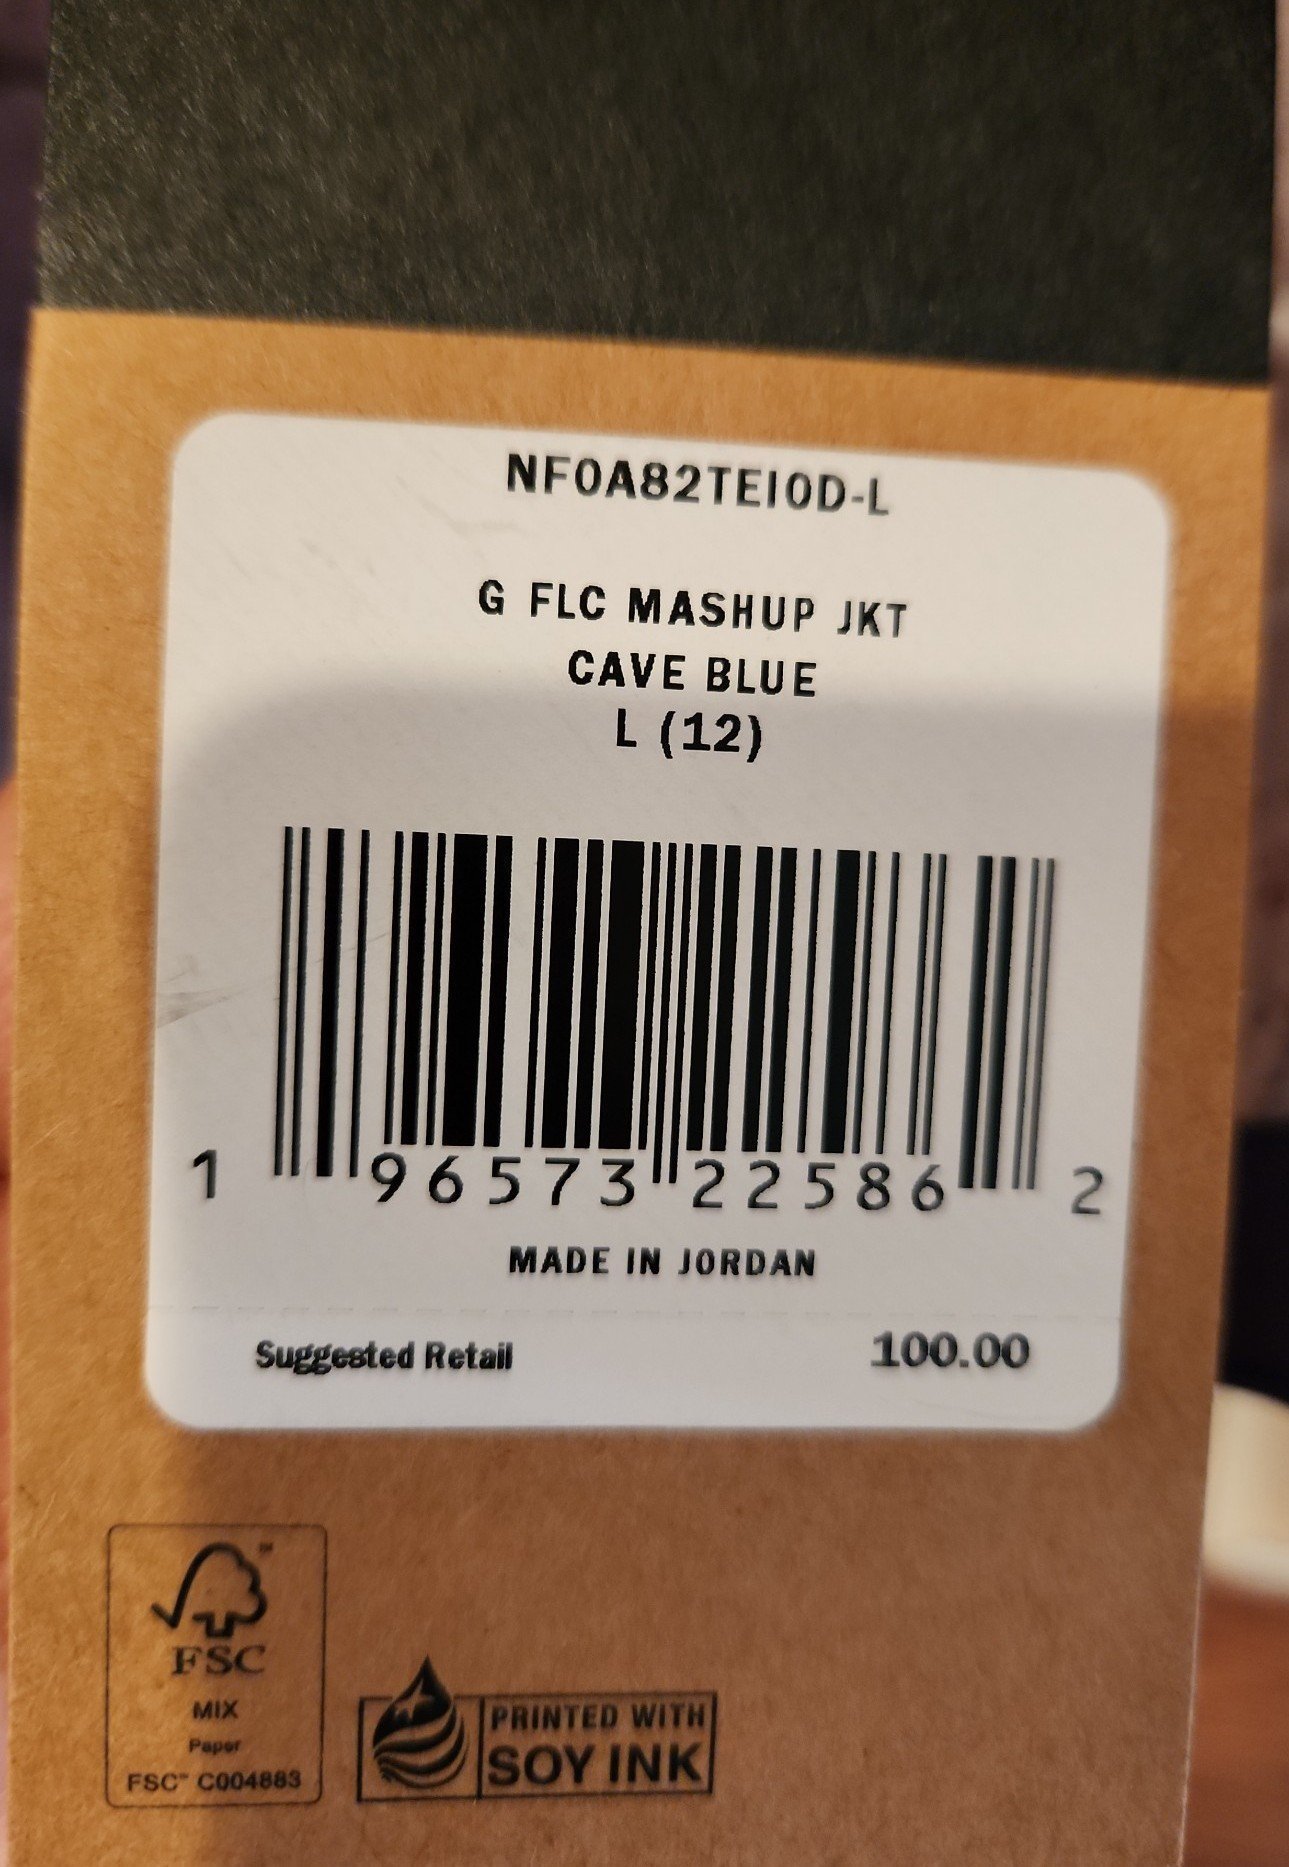 NF0A82TEI0D-L
G FLC MASHUP JKT
CAVE BLUE
L (12)
1 96573 22586 2
MADE IN JORDAN
Suggested Retail 100.00
FSC
MIX
Paper
FSC™ C004883
PRINTED WITH
SOY INK